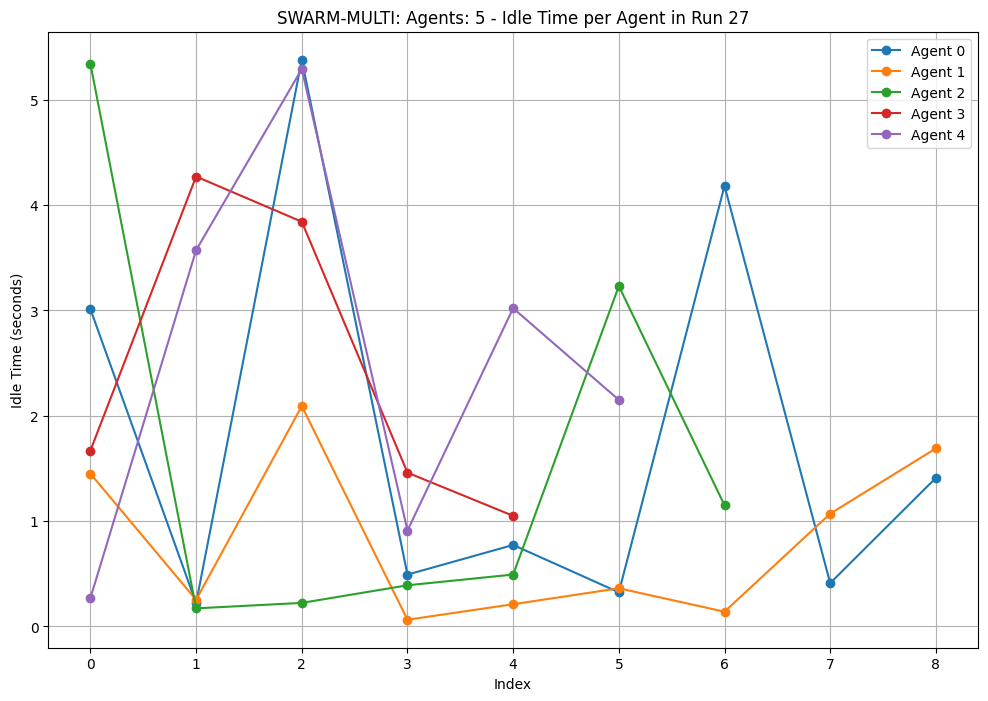 SWARM-MULTI: Agents: 5 - Idle Time per Agent in Run 27
Agent 0
Agent 1
Agent 2
Agent 3
Agent 4
Idle Time (seconds)
5
4
3
2
1
0
0 1 2 3 4 5 6 7 8
Index